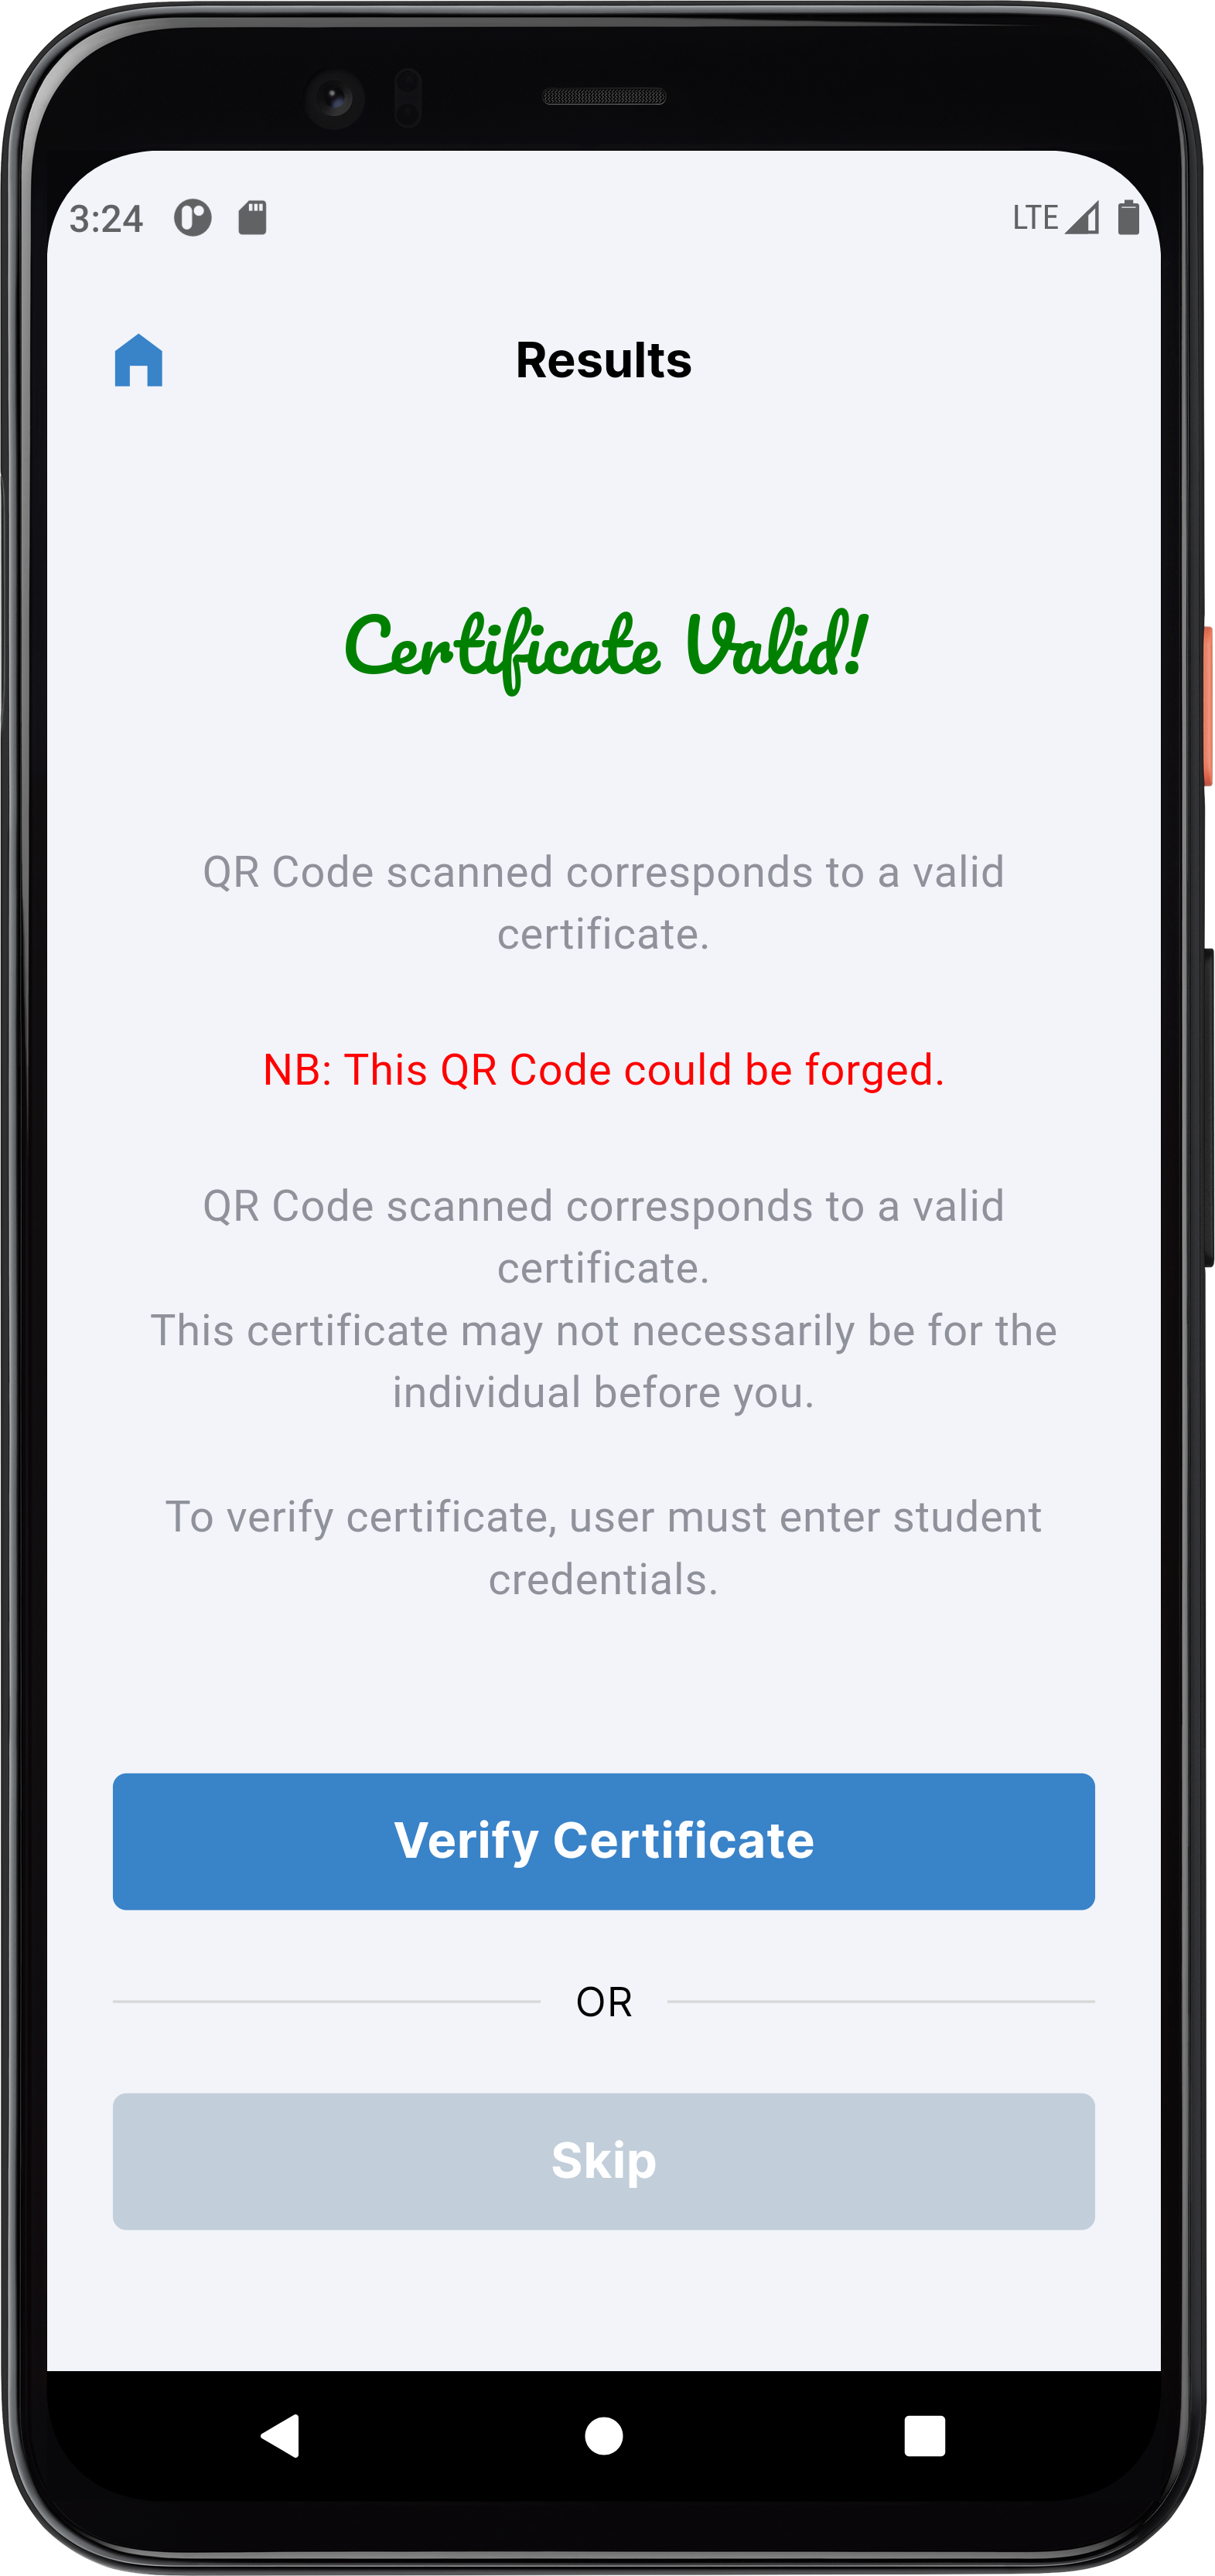 3:24
LTE
Results
Certificate Valid!
QR Code scanned corresponds to a valid
certificate.
NB: This QR Code could be forged.
QR Code scanned corresponds to a valid
certificate.
This certificate may not necessarily be for the
individual before you.
To verify certificate, user must enter student
credentials.
Verify Certificate
OR
Skip